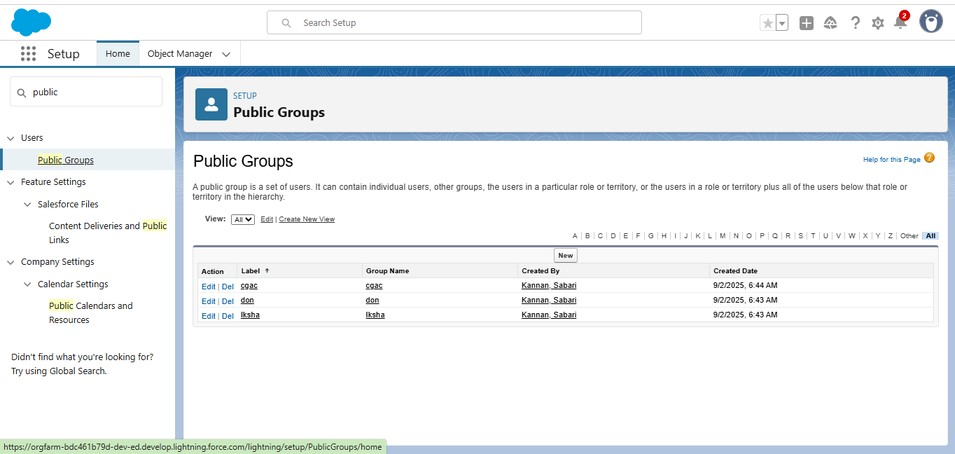 Search Setup
2
Setup
Home
Object Manager
public
Users
Public Groups
Feature Settings
Salesforce Files
Content Deliveries and Public
Links
Company Settings
Calendar Settings
Public Calendars and
Resources
Didn't find what you're looking for?
Try using Global Search.
SETUP
Public Groups
Public Groups
Help for this Page ?
A public group is a set of users. It can contain individual users, other groups, the users in a particular role or territory, or the users in a role or territory plus all of the users below that role or
territory in the hierarchy.
View: All Edit | Create New View
A | B | C | D | E | F | G | H | I | J | K | L | M | N | O | P | Q | R | S | T | U | V | W | X | Y | Z | Other | All
New
Action Label ↑ Group Name Created By Created Date
Edit | Del cgac cgac Kannan, Sabari 9/2/2025, 6:44 AM
Edit | Del don don Kannan, Sabari 9/2/2025, 6:43 AM
Edit | Del lksha lksha Kannan, Sabari 9/2/2025, 6:43 AM
https://orgfarm-bdc461b79d-dev-ed.develop.lightning.force.com/lightning/setup/PublicGroups/home